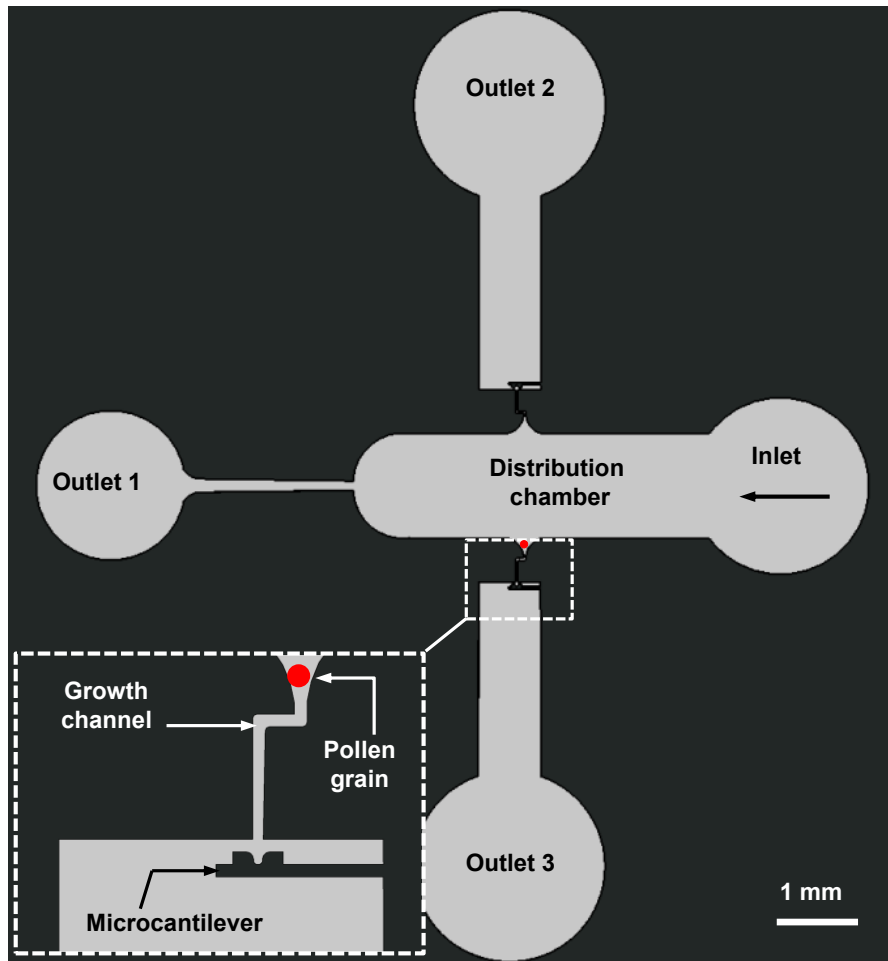 Outlet 2
Outlet 1
Distribution
chamber
Inlet
Growth
channel
Pollen
grain
Microcantilever
Outlet 3
1 mm